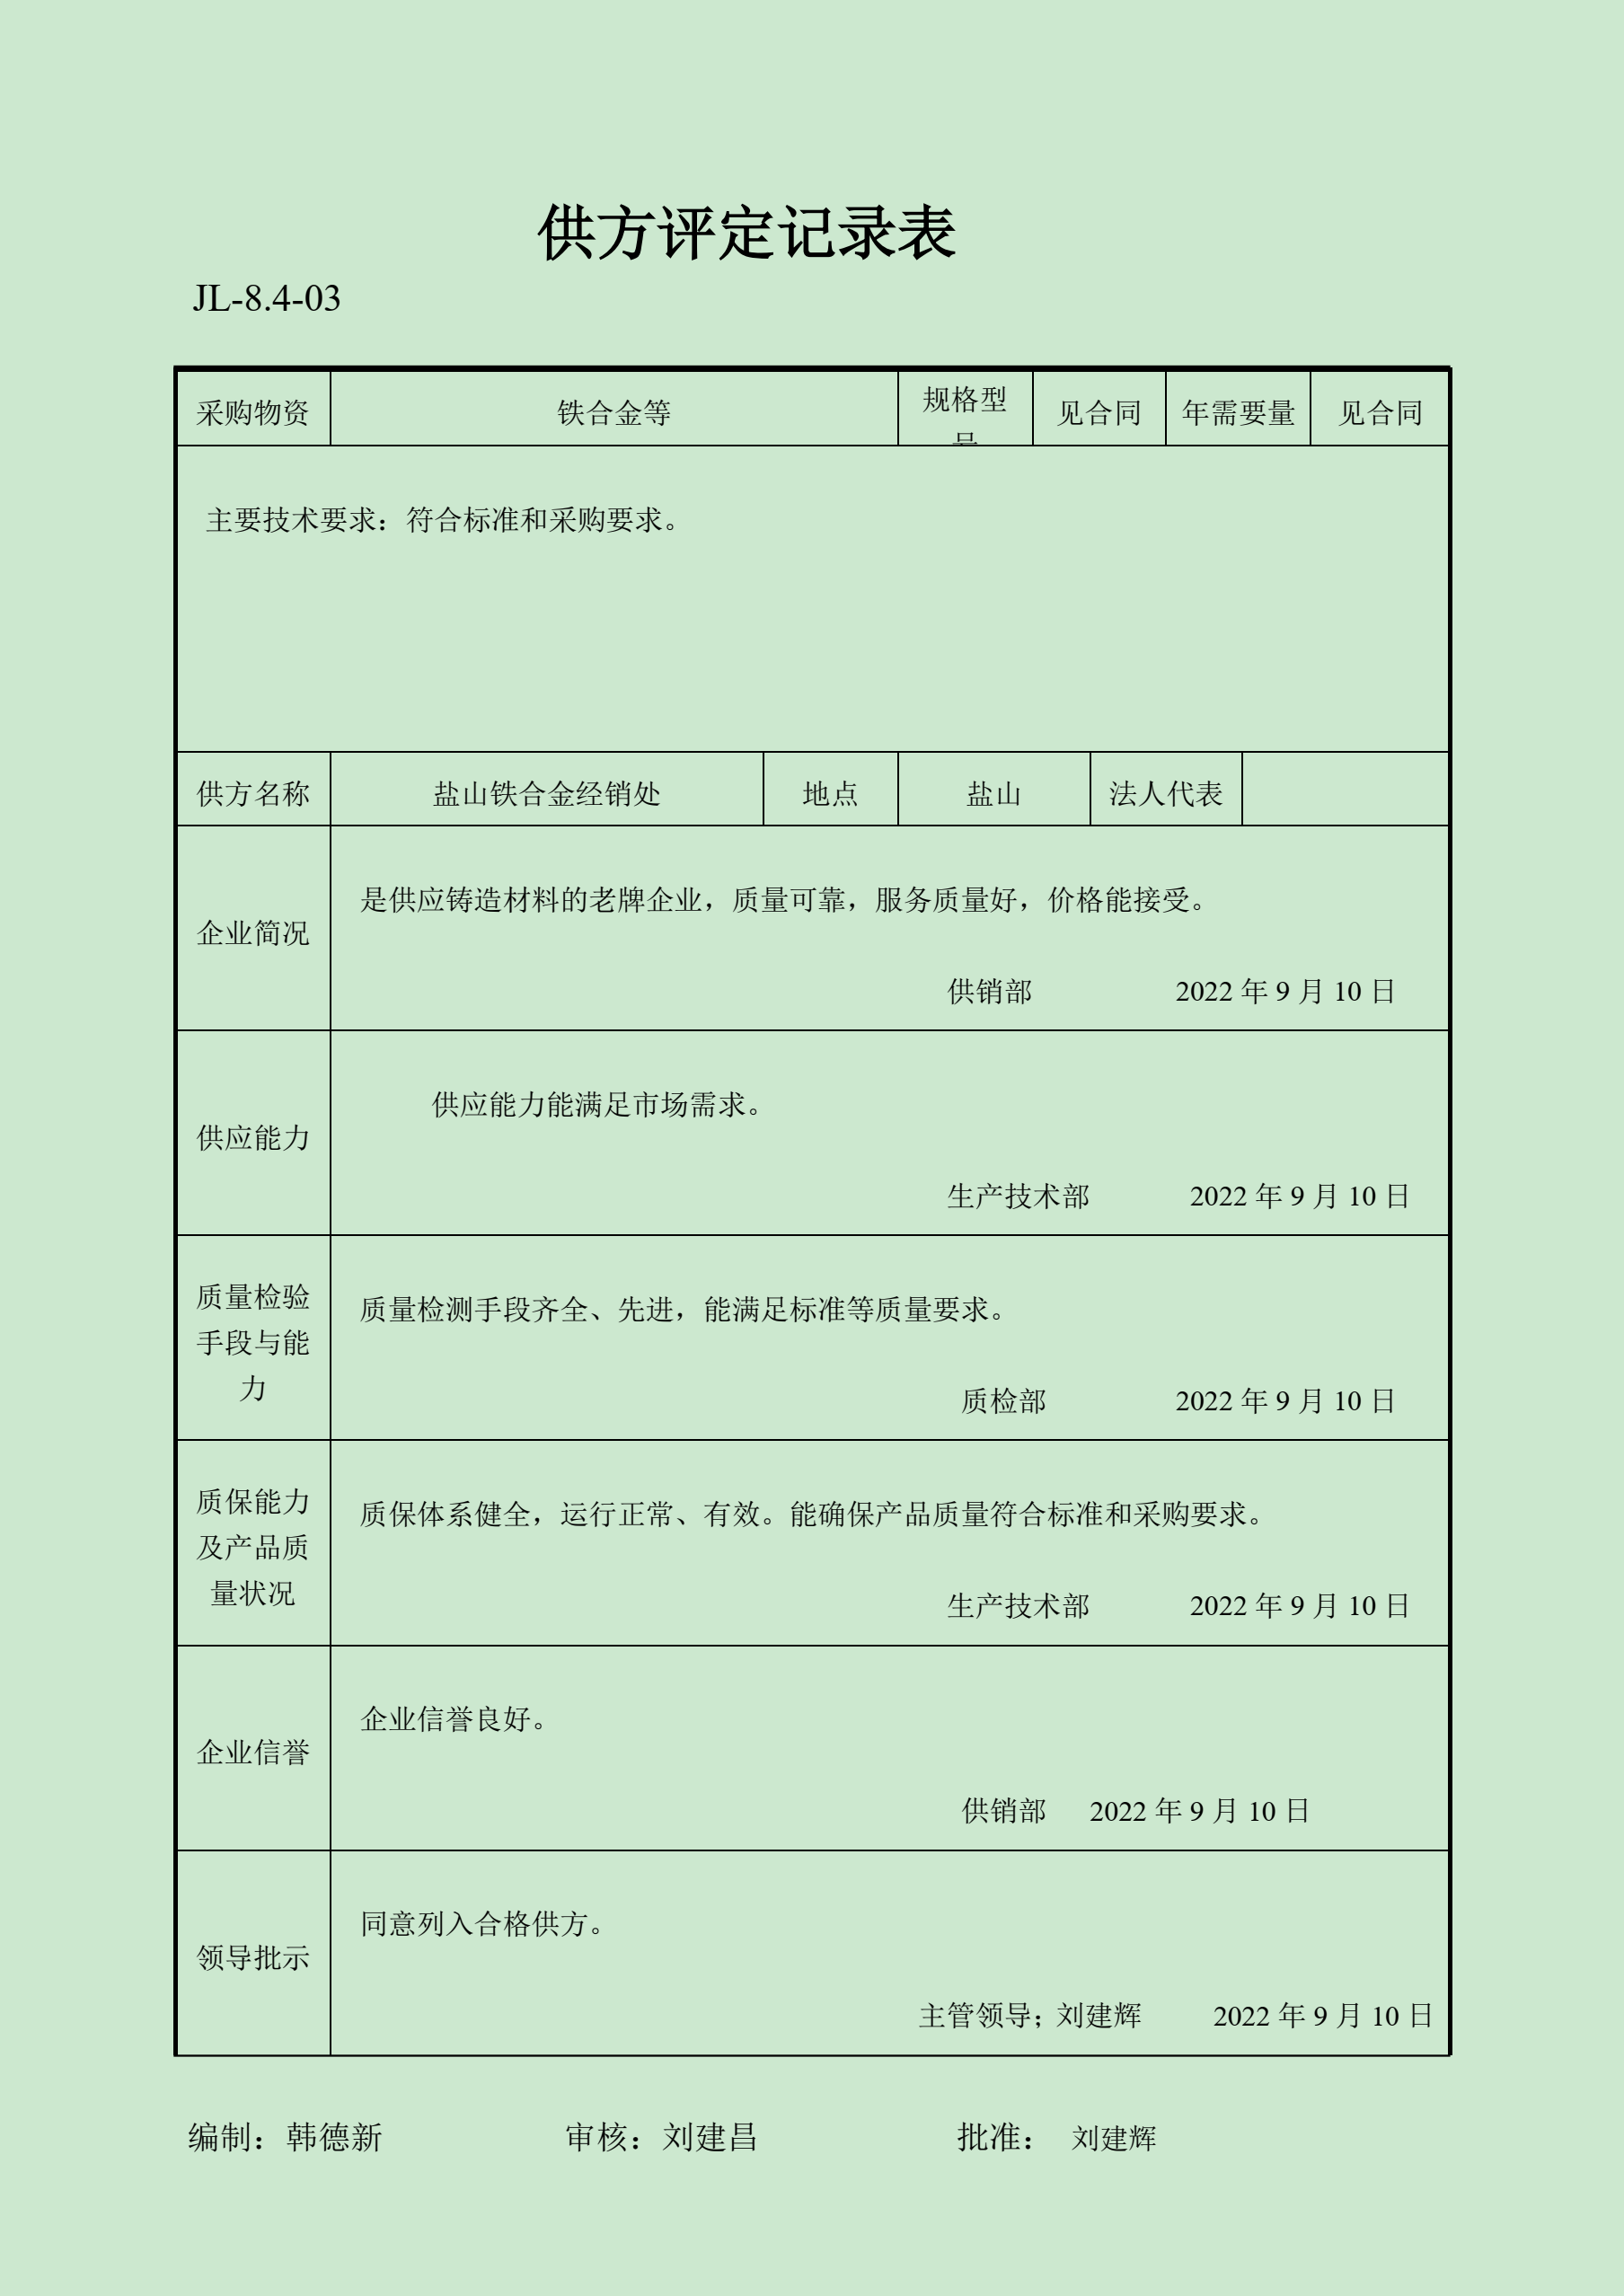 供方评定记录表
JL-8.4-03
采购物资 铁合金等 规格型 见合同 年需要量 见合同
号
主要技术要求：符合标准和采购要求。
供方名称 盐山铁合金经销处 地点 盐山 法人代表
企业简况
是供应铸造材料的老牌企业，质量可靠，服务质量好，价格能接受。
供销部 2022 年 9 月 10 日
供应能力
供应能力能满足市场需求。
生产技术部 2022 年 9 月 10 日
质量检验
手段与能
力
质量检测手段齐全、先进，能满足标准等质量要求。
质检部 2022 年 9 月 10 日
质保能力
及产品质
量状况
质保体系健全，运行正常、有效。能确保产品质量符合标准和采购要求。
生产技术部 2022 年 9 月 10 日
企业信誉
企业信誉良好。
供销部 2022 年 9 月 10 日
领导批示
同意列入合格供方。
主管领导；刘建辉 2022 年 9 月 10 日
编制：韩德新 审核：刘建昌 批准： 刘建辉